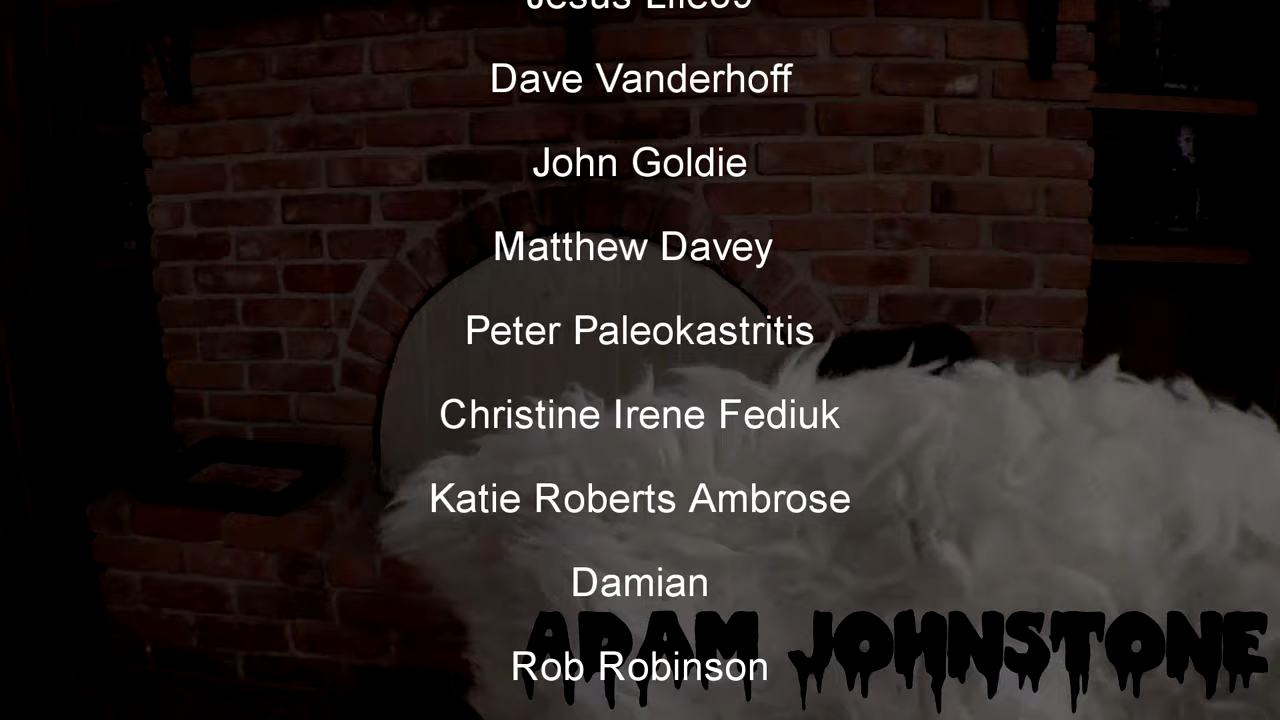 Dave Vanderhoff
John Goldie
Matthew Davey
Peter Paleokastritis
Christine Irene Fediuk
Katie Roberts Ambrose
Damian
ADAM JOHNSTONE
Rob Robinson